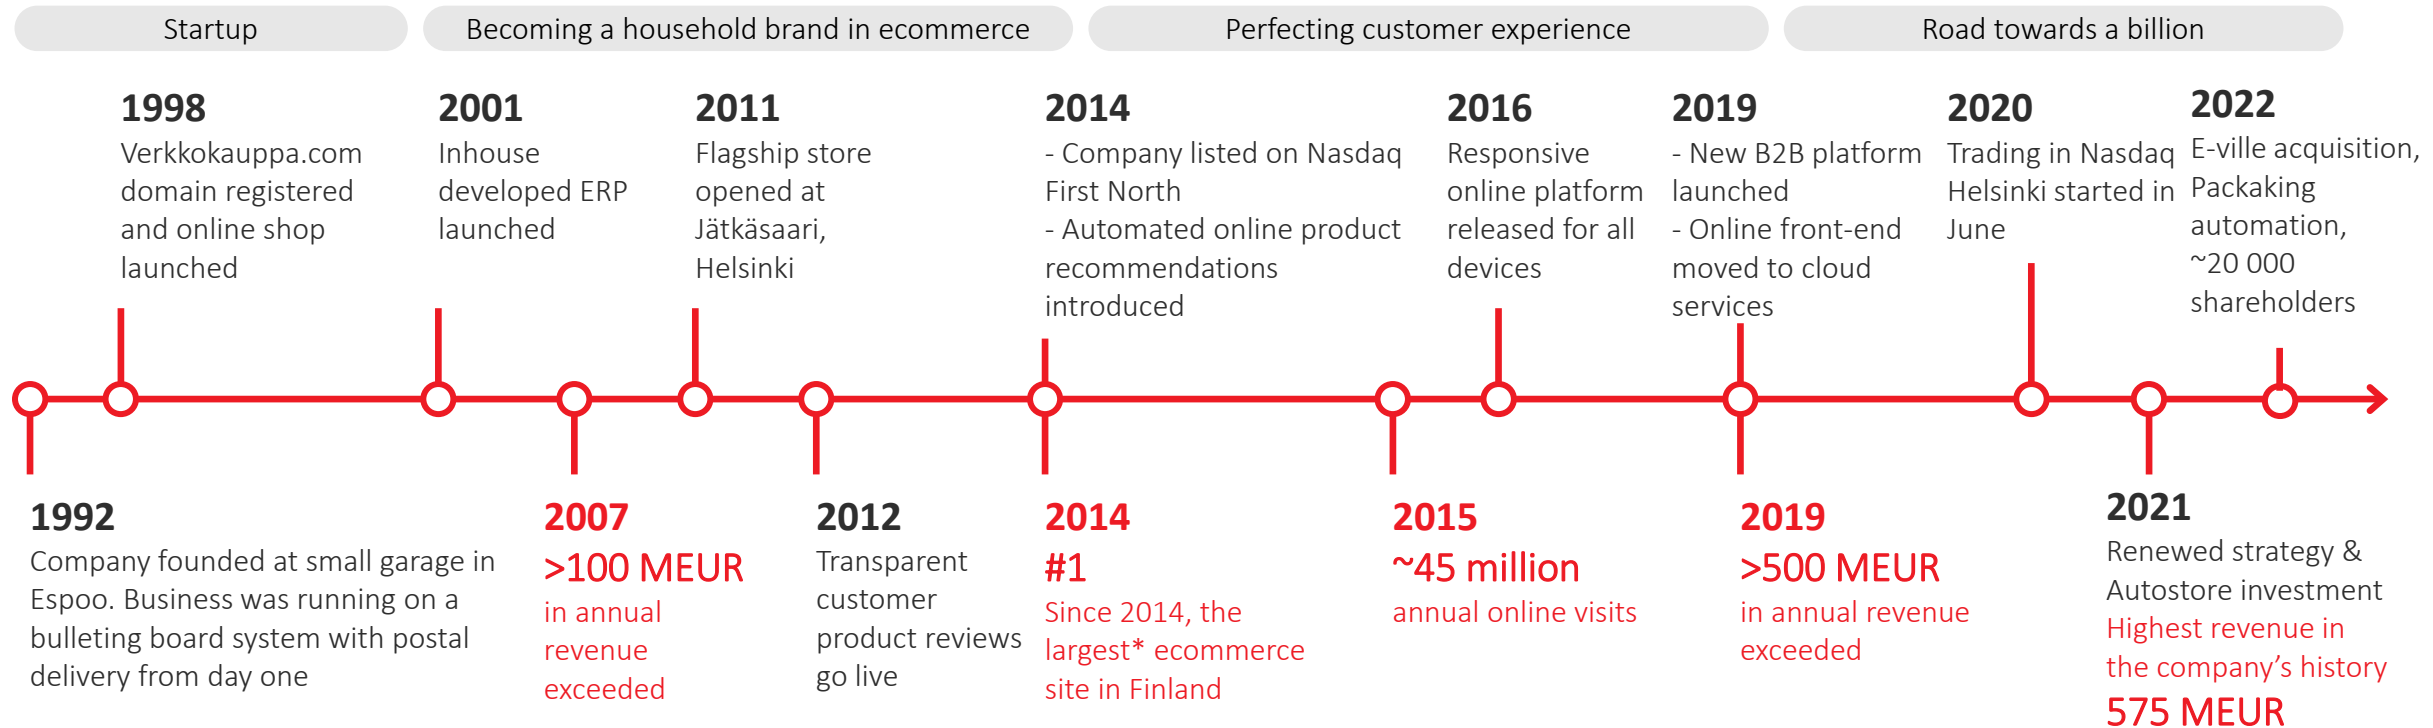 Startup
Becoming a household brand in ecommerce
Perfecting customer experience
Road towards a billion
1998
Verkkokauppa.com
domain registered
and online shop
launched
2001
Inhouse
developed ERP
launched
2011
Flagship store
opened at
Jätkäsaari,
Helsinki
2014
- Company listed on Nasdaq
First North
- Automated online product
recommendations
introduced
2016
Responsive
online platform
released for all
devices
2019
- New B2B platform
launched
- Online front-end
moved to cloud
services
2020
Trading in Nasdaq
Helsinki started in
June
2022
E-ville acquisition,
Packaking
automation,
~20 000
shareholders
1992
Company founded at small garage in
Espoo. Business was running on a
bulleting board system with postal
delivery from day one
2007
>100 MEUR
in annual
revenue
exceeded
2012
Transparent
customer
product reviews
go live
2014
#1
Since 2014, the
largest* ecommerce
site in Finland
2015
~45 million
annual online visits
2019
>500 MEUR
in annual revenue
exceeded
2021
Renewed strategy &
Autostore investment
Highest revenue in
the company’s history
575 MEUR